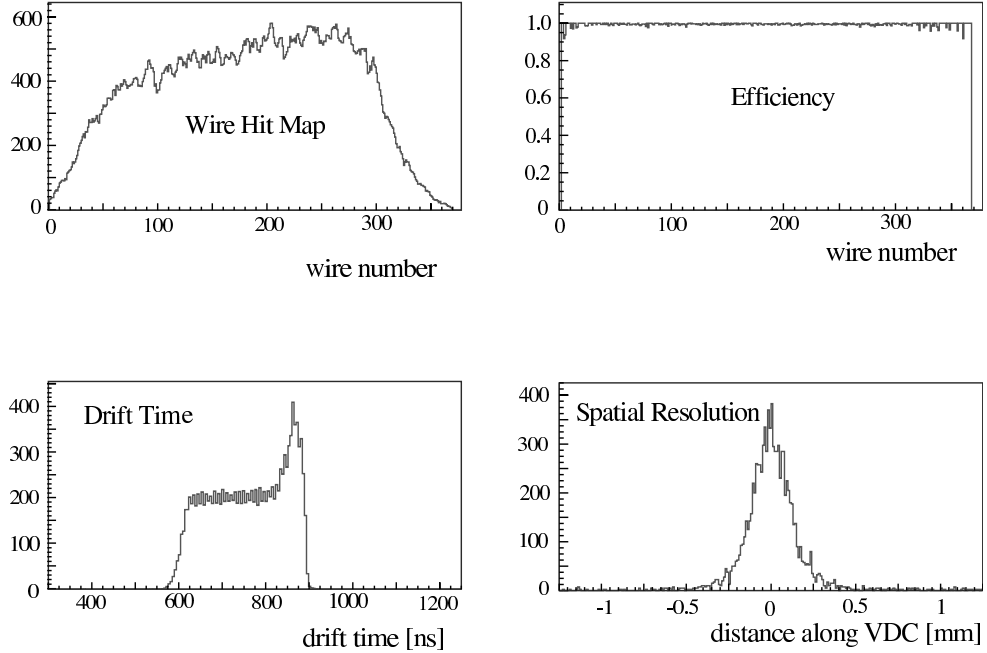 600
400
200
0
Wire Hit Map
0 100 200 300
wire number
1.0
0.8
0.6
0.4
0.2
0
Efficiency
0 100 200 300
wire number
400
300
200
100
0
Drift Time
400 600 800 1000 1200
drift time [ns]
400
300
200
100
0
Spatial Resolution
-1 -0.5 0 0.5 1
distance along VDC [mm]